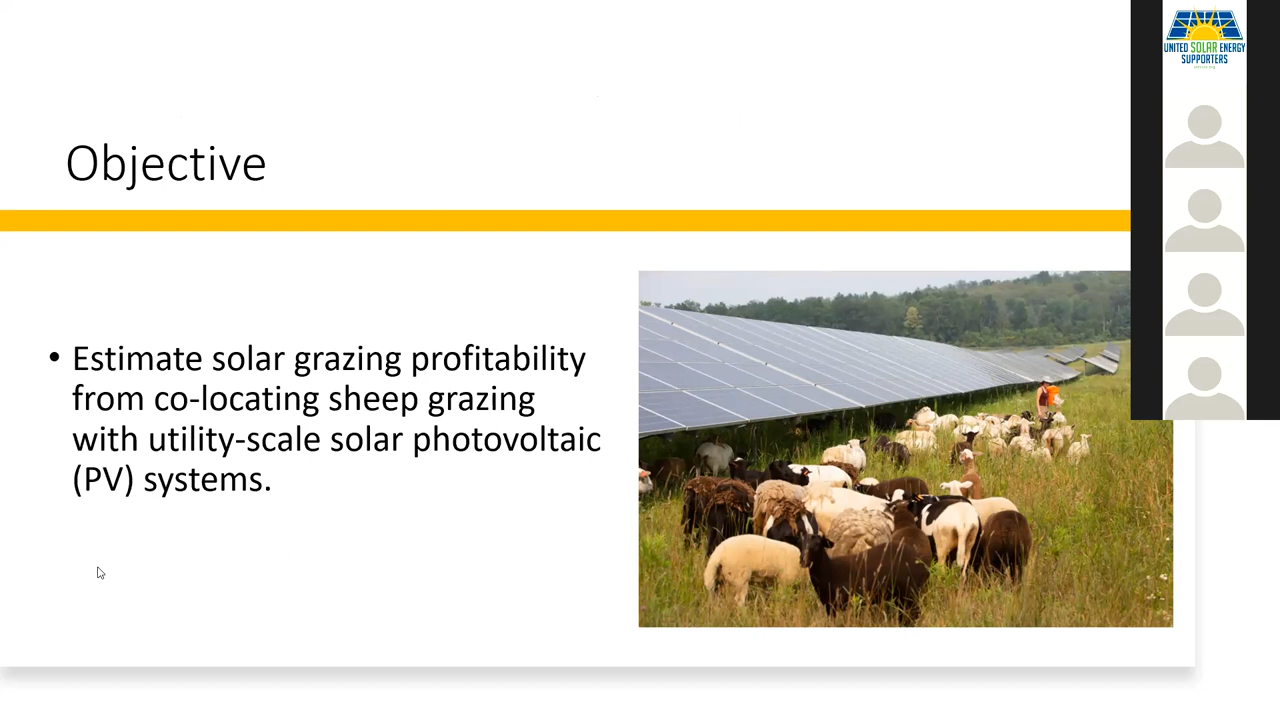 Objective
• Estimate solar grazing profitability
from co-locating sheep grazing
with utility-scale solar photovoltaic
(PV) systems.
UNITED SOLAR ENERGY
SUPPORTERS